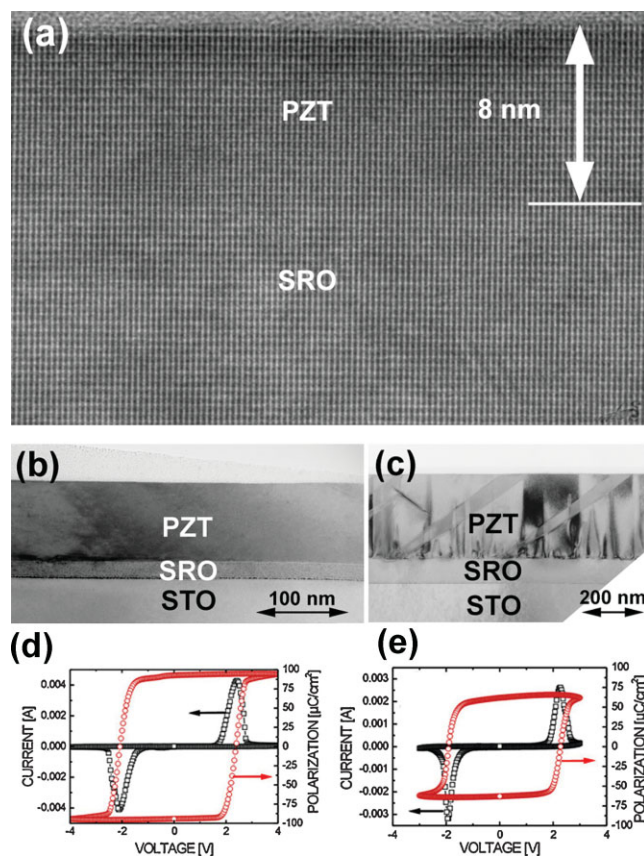 (a)
PZT
8 nm
SRO
(b)
PZT
SRO
STO
100 nm
(c)
PZT
SRO
STO
200 nm
(d)
CURRENT [A]
0.004
0.002
0.000
-0.002
-0.004
-4 -2 0 2 4
VOLTAGE [V]
100
75
50
25
0
-25
-50
-75
-100
POLARIZATION [µC/cm²]
(e)
CURRENT [A]
0.003
0.002
0.001
0.000
-0.001
-0.002
-0.003
-4 -2 0 2 4
VOLTAGE [V]
100
75
50
25
0
-25
-50
-75
-100
POLARIZATION [µC/cm²]